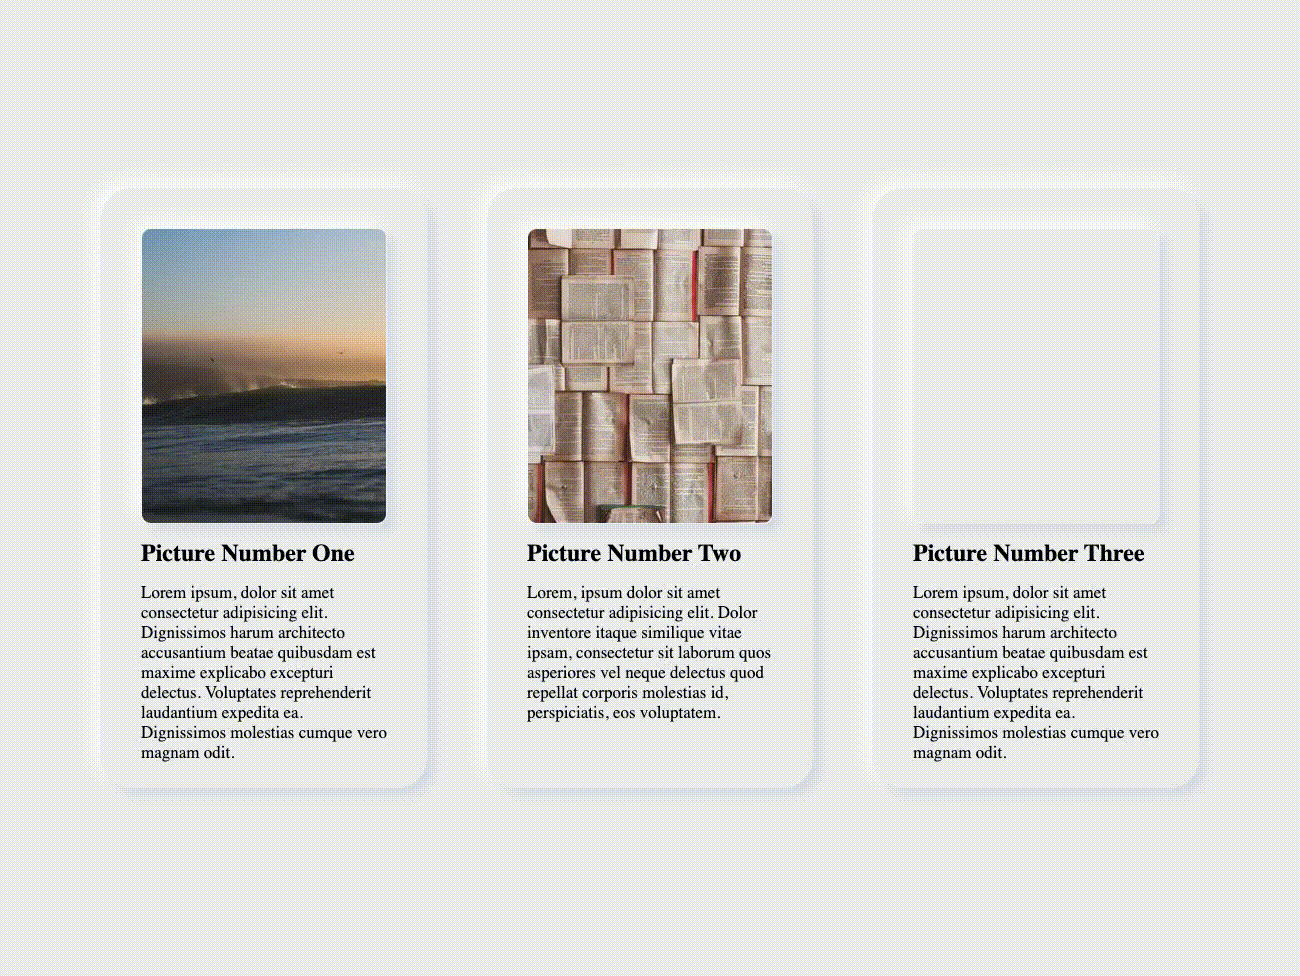 Picture Number One
Lorem ipsum, dolor sit amet
consectetur adipisicing elit.
Dignissimos harum architecto
accusantium beatae quibusdam est
maxime explicabo excepturi
delectus. Voluptates reprehenderit
laudantium expedita ea.
Dignissimos molestias cumque vero
magnam odit.
Picture Number Two
Lorem, ipsum dolor sit amet
consectetur adipisicing elit. Dolor
inventore itaque similique vitae
ipsam, consectetur sit laborum quos
asperiores vel neque delectus quod
repellat corporis molestias id,
perspiciatis, eos voluptatem.
Picture Number Three
Lorem ipsum, dolor sit amet
consectetur adipisicing elit.
Dignissimos harum architecto
accusantium beatae quibusdam est
maxime explicabo excepturi
delectus. Voluptates reprehenderit
laudantium expedita ea.
Dignissimos molestias cumque vero
magnam odit.